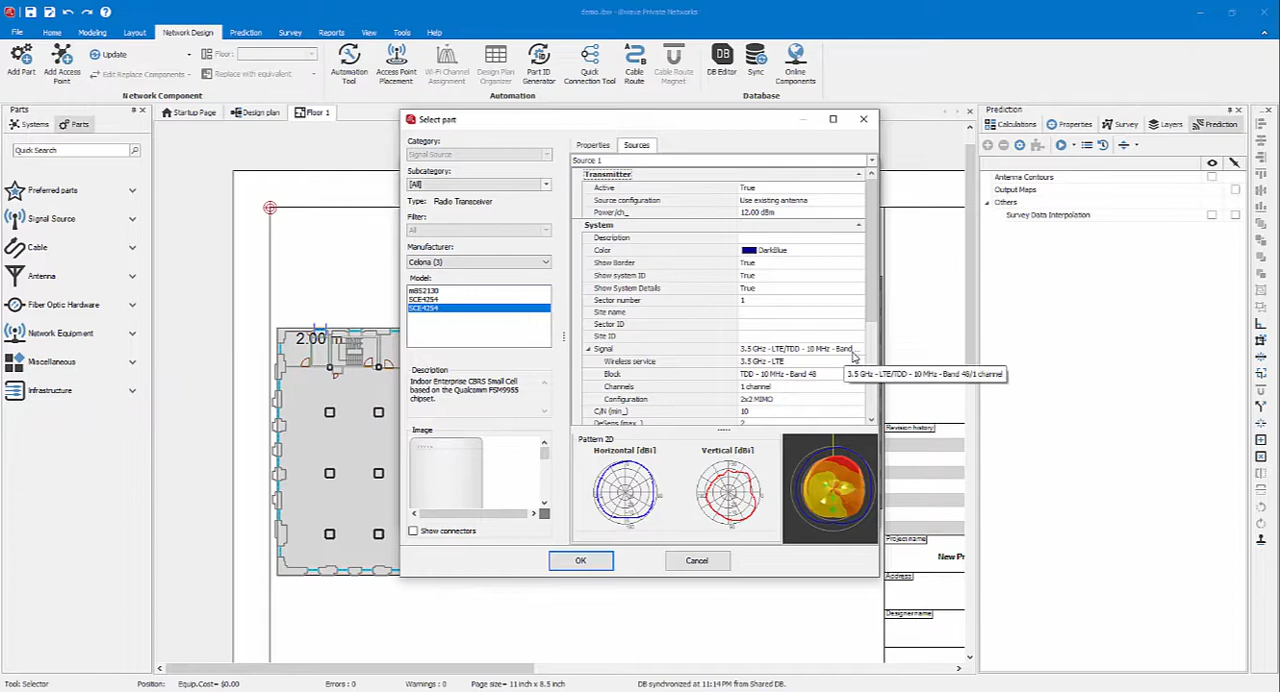 demo.ibw - iBwave Private Networks
File Home Modeling Layout Network Design Prediction Survey Reports View Tools Help
Add Part
Add Access Point
Update
Edit Replace Components
Floor:
Replace with equivalent
Network Component
Automation Tool
Access Point Placement
Wi-Fi Channel Assignment
Design Plan Organizer
Part ID Generator
Quick Connection Tool
Cable Route
Cable Route Magnet
Automation
DB Editor
Sync
Online Components
Database
Parts
Systems Parts
Quick Search
Preferred parts
Signal Source
Cable
Antenna
Fiber Optic Hardware
Network Equipment
Miscellaneous
Infrastructure
Startup Page Design plan Floor 1
2.00 m
Select part
Category:
Signal Source
Subcategory:
[All]
Type: Radio Transceiver
Filter:
All
Manufacturer:
Celona (3)
Model:
mBS2130
SCE4254
SCE4254
Description
Indoor Enterprise CBRS Small Cell
based on the Qualcomm FSM9955
chipset.
Image
Show connectors
Properties Sources
Source 1
Transmitter
Active True
Source configuration Use existing antenna
Power/ch_ 12.00 dBm
System
Description
Color DarkBlue
Show Border True
Show system ID True
Show System Details True
Sector number 1
Site name
Sector ID
Site ID
Signal 3.5 GHz - LTE/TDD - 10 MHz - Band ...
Wireless service 3.5 GHz - LTE
Block TDD - 10 MHz - Band 48
3.5 GHz - LTE/TDD - 10 MHz - Band 48/1 channel
Channels 1 channel
Configuration 2x2 MIMO
C/N (min_) 10
DeSens (max_) 2
Pattern 2D
Horizontal [dBi] Vertical [dBi]
OK Cancel
Revision history
Project name
New Pr
Address
Designer name
Prediction
Calculations Properties Survey Layers Prediction
Antenna Contours
Output Maps
Others
Survey Data Interpolation
Tool: Selector Position: Equip.Cost= $0.00 Errors : 0 Warnings : 0 Page size= 11 inch x 8.5 inch DB synchronized at 11:14 PM from Shared DB.